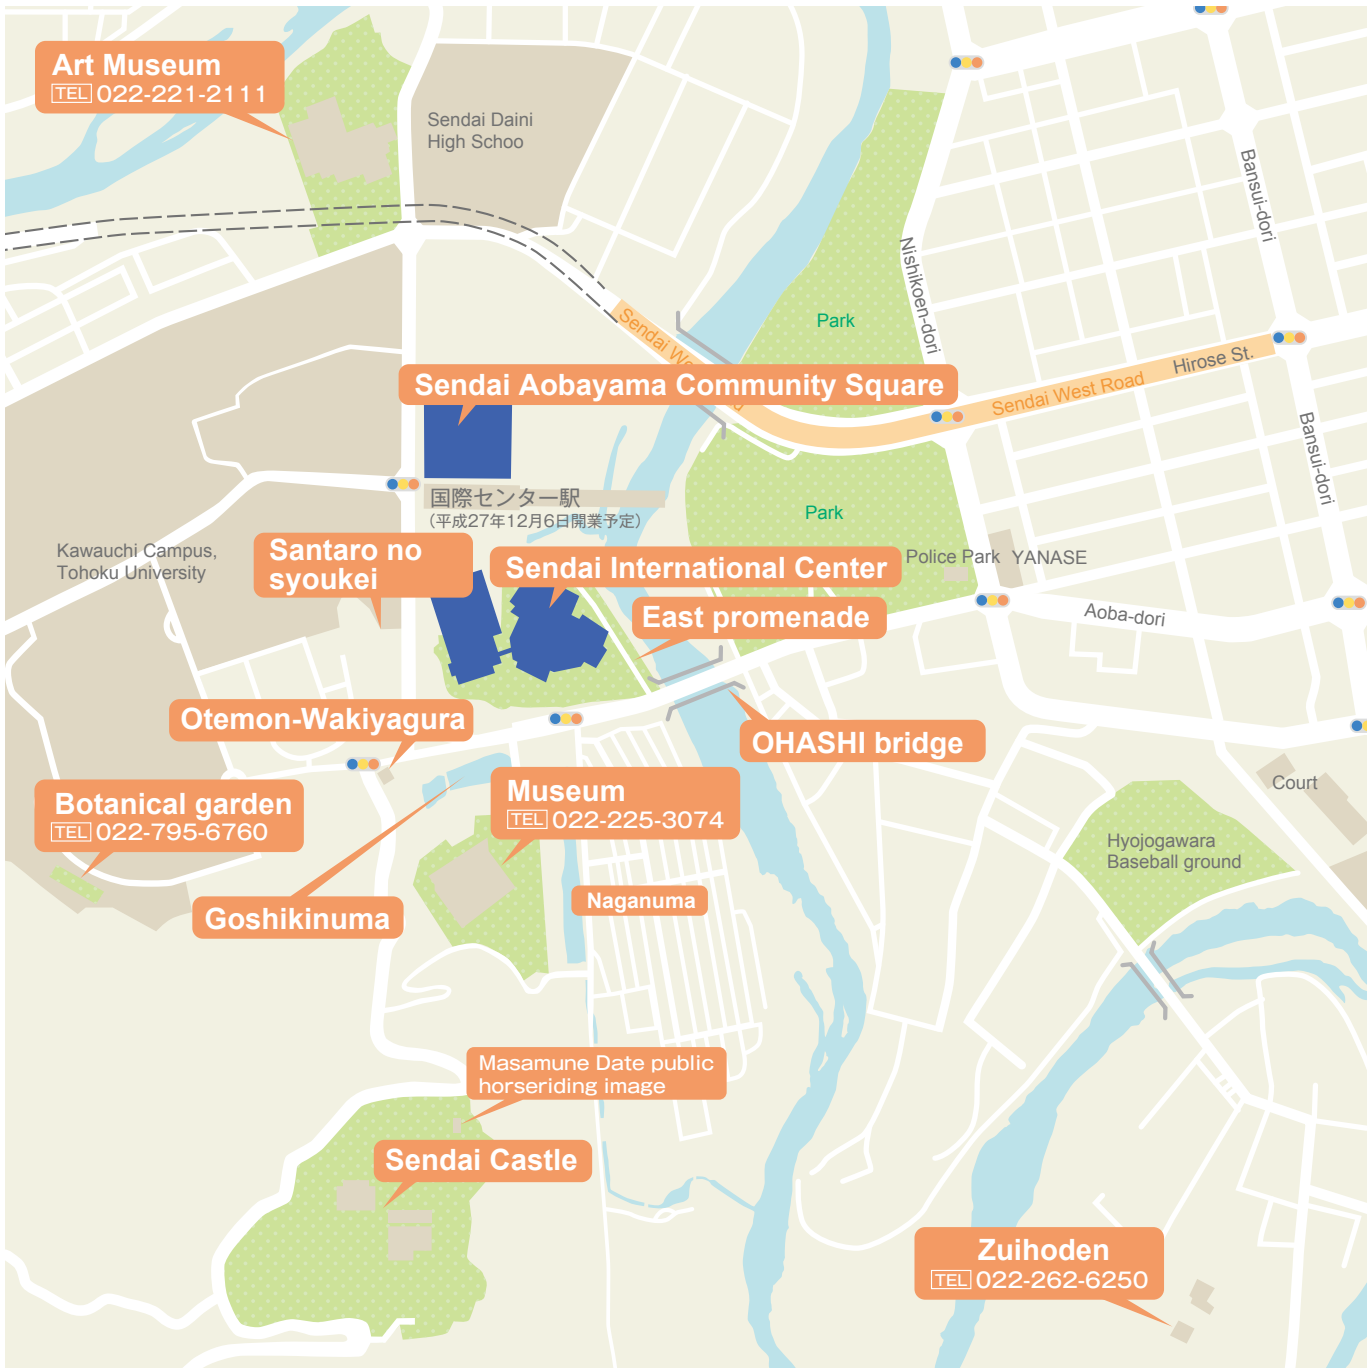 Art Museum
TEL 022-221-2111
Sendai Daini
High Schoo
Bansui-dori
Nishikoen-dori
Park
Sendai We
Hirose St.
Sendai West Road
Sendai Aobayama Community Square
Bansui-dori
国際センター駅
(平成27年12月6日開業予定)
Park
Kawauchi Campus,
Tohoku University
Santaro no
syoukei
Sendai International Center
Police Park
YANASE
East promenade
Aoba-dori
Otemon-Wakiyagura
OHASHI bridge
Botanical garden
TEL 022-795-6760
Museum
TEL 022-225-3074
Court
Hyojogawara
Baseball ground
Goshikinuma
Naganuma
Masamune Date public
horseriding image
Sendai Castle
Zuihoden
TEL 022-262-6250